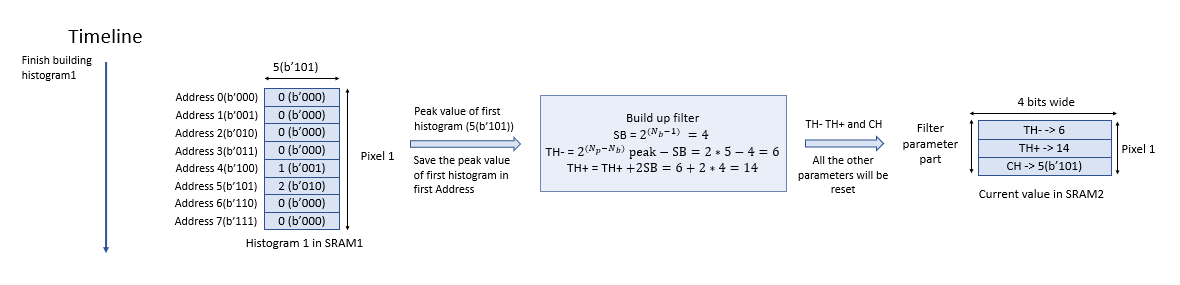 Timeline
Finish building
histogram1
5(b'101)
Address 0(b'000) 0 (b'000)
Address 1(b'001) 0 (b'000)
Address 2(b'010) 0 (b'000)
Address 3(b'011) 0 (b'000)
Address 4(b'100) 1 (b'001)
Address 5(b'101) 2 (b'010)
Address 6(b'110) 0 (b'000)
Address 7(b'111) 0 (b'000)
Pixel 1
Histogram 1 in SRAM1
Peak value of first
histogram (5(b'101))
Save the peak value
of first histogram in
first Address
Build up filter
SB = 2^(N_b−1) = 4
TH- = 2^(N_p−N_b) peak − SB = 2 ∗ 5 − 4 = 6
TH+ = TH+ +2SB = 6 + 2 ∗ 4 = 14
TH- TH+ and CH
All the other
parameters will be
reset
Filter
parameter
part
4 bits wide
TH- -> 6
TH+ -> 14
CH -> 5(b'101)
Pixel 1
Current value in SRAM2